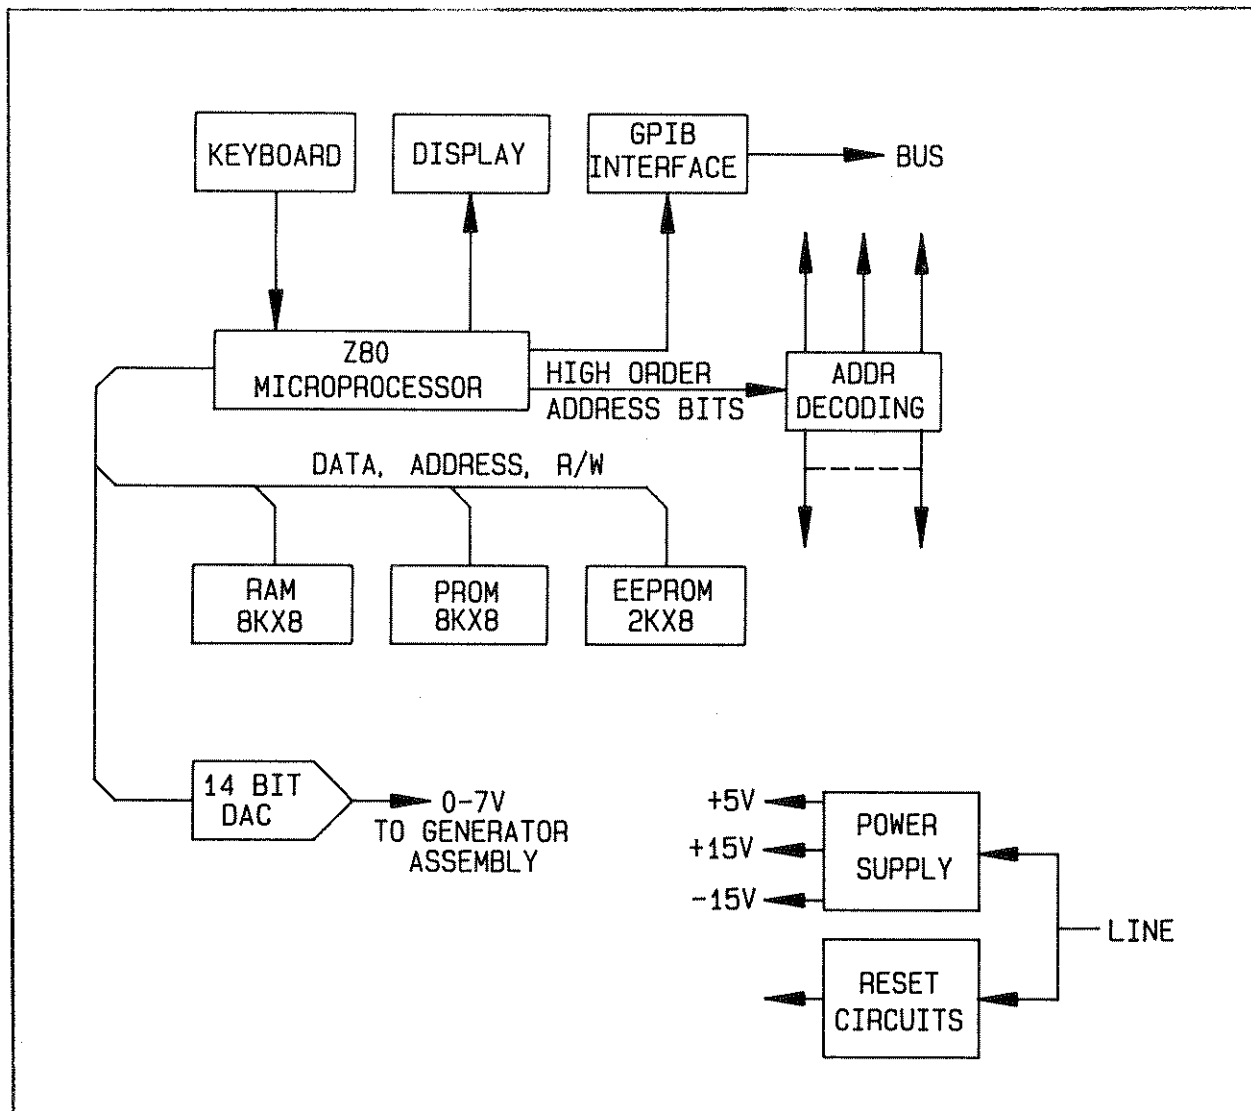 KEYBOARD
DISPLAY
GPIB
INTERFACE
BUS
Z80
MICROPROCESSOR
HIGH ORDER
ADDRESS BITS
ADDR
DECODING
DATA, ADDRESS, R/W
RAM
8KX8
PROM
8KX8
EEPROM
2KX8
14 BIT
DAC
0-7V
TO GENERATOR
ASSEMBLY
+5V
+15V
-15V
POWER
SUPPLY
LINE
RESET
CIRCUITS